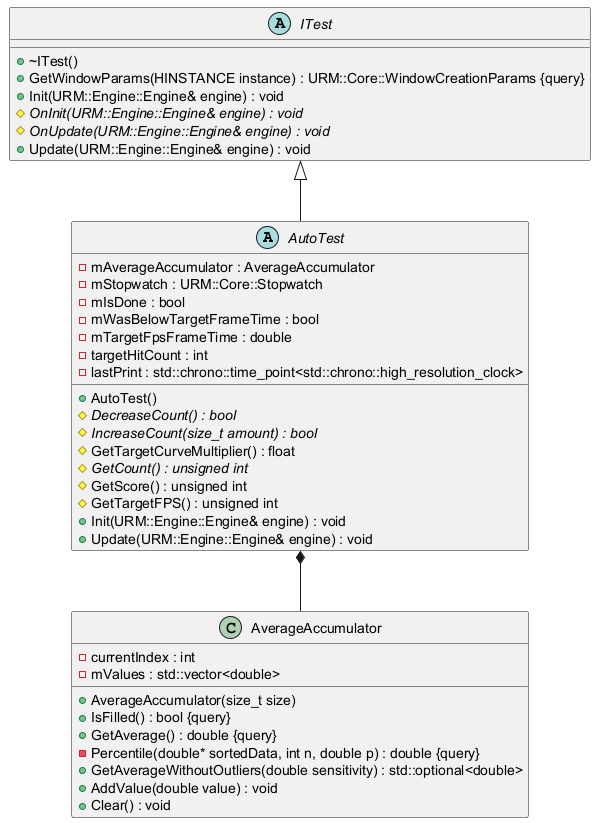 A ITest
~ITest()
GetWindowParams(HINSTANCE instance) : URM::Core::WindowCreationParams {query}
Init(URM::Engine::Engine& engine) : void
OnInit(URM::Engine::Engine& engine) : void
OnUpdate(URM::Engine::Engine& engine) : void
Update(URM::Engine::Engine& engine) : void
A AutoTest
mAverageAccumulator : AverageAccumulator
mStopwatch : URM::Core::Stopwatch
mIsDone : bool
mWasBelowTargetFrameTime : bool
mTargetFpsFrameTime : double
targetHitCount : int
lastPrint : std::chrono::time_point<std::chrono::high_resolution_clock>
AutoTest()
DecreaseCount() : bool
IncreaseCount(size_t amount) : bool
GetTargetCurveMultiplier() : float
GetCount() : unsigned int
GetScore() : unsigned int
GetTargetFPS() : unsigned int
Init(URM::Engine::Engine& engine) : void
Update(URM::Engine::Engine& engine) : void
C AverageAccumulator
currentIndex : int
mValues : std::vector<double>
AverageAccumulator(size_t size)
IsFilled() : bool {query}
GetAverage() : double {query}
Percentile(double* sortedData, int n, double p) : double {query}
GetAverageWithoutOutliers(double sensitivity) : std::optional<double>
AddValue(double value) : void
Clear() : void